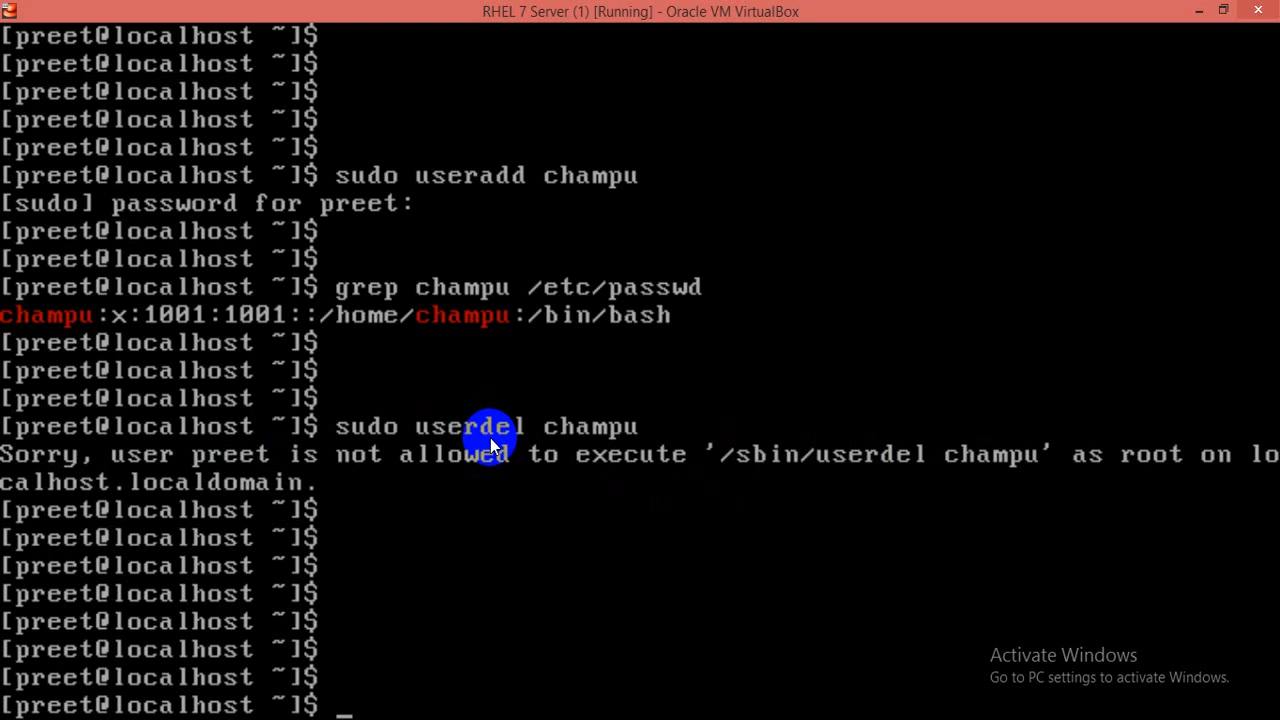 RHEL 7 Server (1) [Running] - Oracle VM VirtualBox
[preet@localhost ~]$
[preet@localhost ~]$
[preet@localhost ~]$
[preet@localhost ~]$
[preet@localhost ~]$
[preet@localhost ~]$ sudo useradd champu
[sudo] password for preet:
[preet@localhost ~]$
[preet@localhost ~]$
[preet@localhost ~]$ grep champu /etc/passwd
champu:x:1001:1001::/home/champu:/bin/bash
[preet@localhost ~]$
[preet@localhost ~]$
[preet@localhost ~]$
[preet@localhost ~]$ sudo userdel champu
Sorry, user preet is not allowed to execute '/sbin/userdel champu' as root on lo
calhost.localdomain.
[preet@localhost ~]$
[preet@localhost ~]$
[preet@localhost ~]$
[preet@localhost ~]$
[preet@localhost ~]$
[preet@localhost ~]$
[preet@localhost ~]$
[preet@localhost ~]$ _
Activate Windows
Go to PC settings to activate Windows.